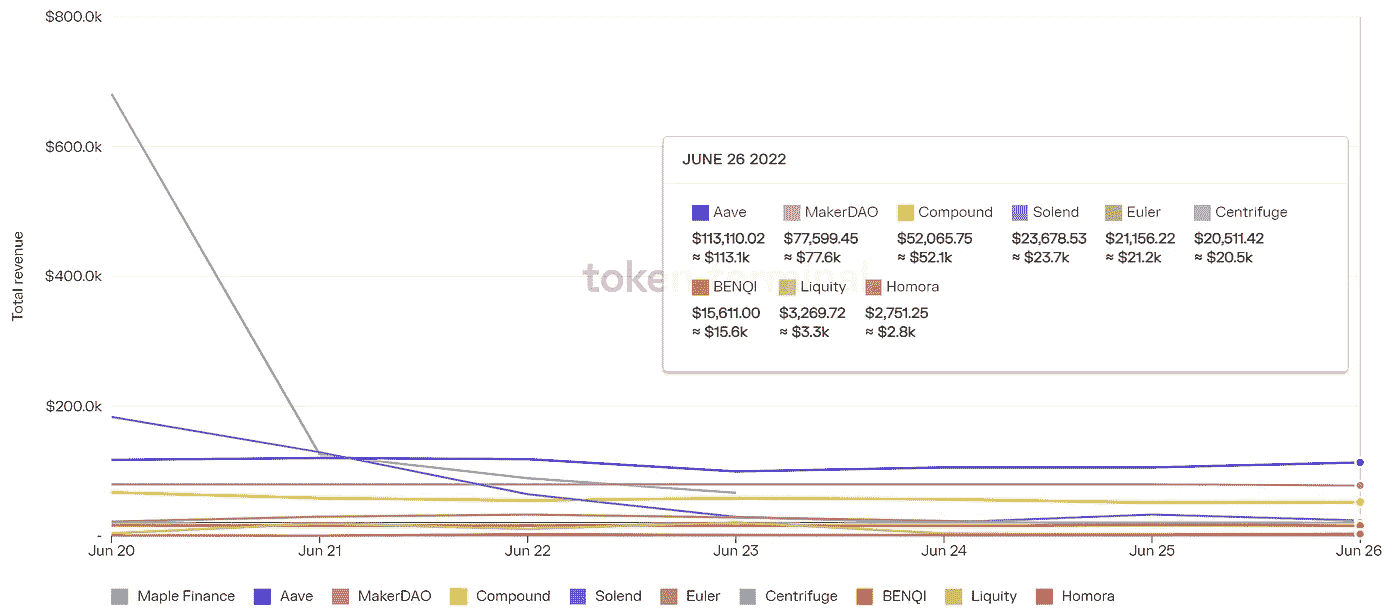 $800.0k
$600.0k
$400.0k
$200.0k
-
Total revenue
token terminal
JUNE 26 2022
Aave MakerDAO Compound Solend Euler Centrifuge
$113,110.02 $77,599.45 $52,065.75 $23,678.53 $21,156.22 $20,511.42
≈ $113.1k ≈ $77.6k ≈ $52.1k ≈ $23.7k ≈ $21.2k ≈ $20.5k
BENQI Liquity Homora
$15,611.00 $3,269.72 $2,751.25
≈ $15.6k ≈ $3.3k ≈ $2.8k
Jun 20 Jun 21 Jun 22 Jun 23 Jun 24 Jun 25 Jun 26
Maple Finance Aave MakerDAO Compound Solend Euler Centrifuge BENQI Liquity Homora